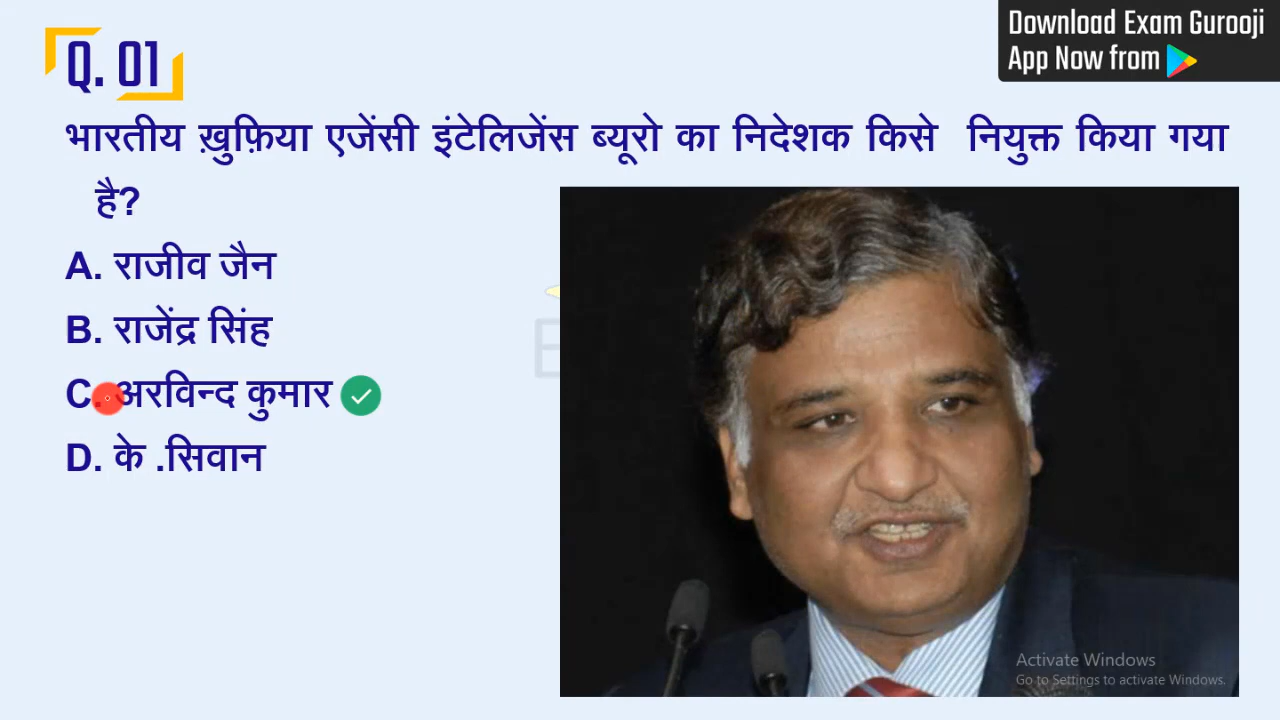 Download Exam Gurooji
App Now from
Q. 01
भारतीय ख़ुफ़िया एजेंसी इंटेलिजेंस ब्यूरो का निदेशक किसे नियुक्त किया गया
है?
A. राजीव जैन
B. राजेंद्र सिंह
C. अरविन्द कुमार
D. के .सिवान
Activate Windows
Go to Settings to activate Windows.